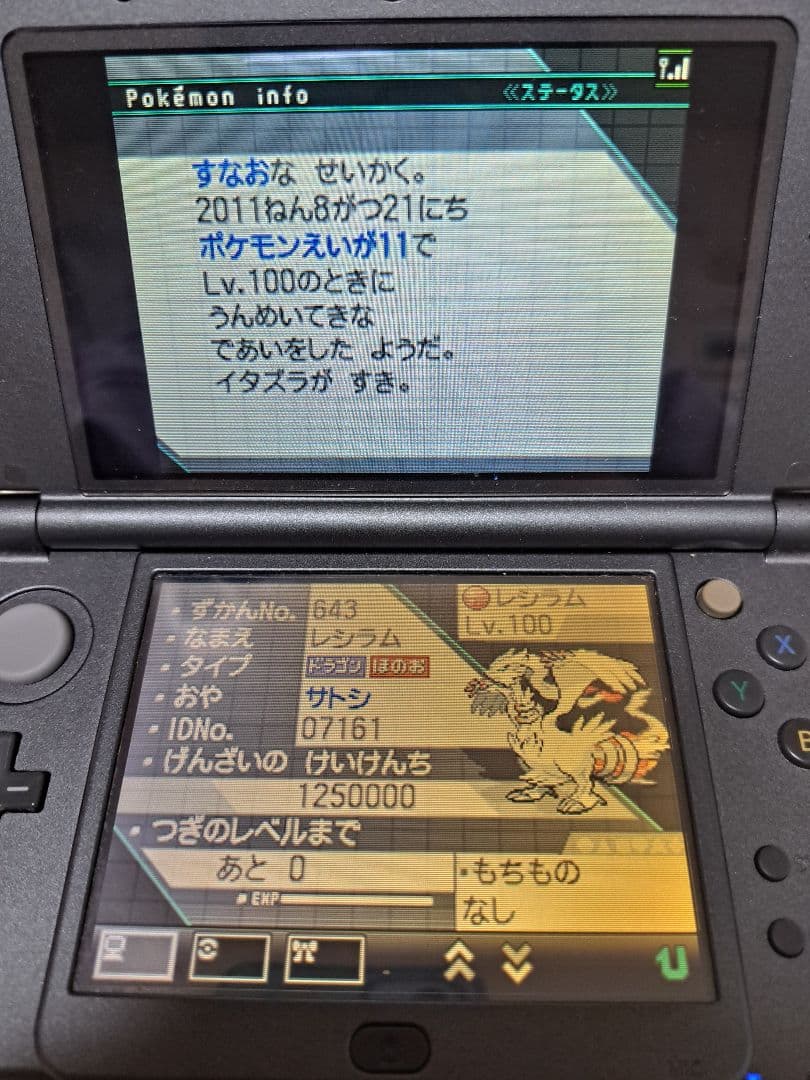 Pokémon info
≪ステータス≫
すなおな せいかく。
2011ねん8がつ21にち
ポケモンえいが11で
Lv.100のときに
うんめいてきな
であいをした ようだ。
イタズラが すき。
・ずかんNo. 643
レシラム
Lv.100
・なまえ レシラム
・タイプ ドラゴン ほのお
・おや サトシ
・IDNo. 07161
・げんざいの けいけんち
1250000
・つぎのレベルまで
あと 0
EXP
・もちもの
なし
X
Y
B